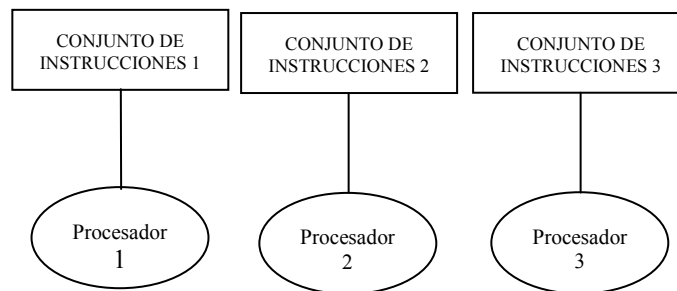 CONJUNTO DE
INSTRUCCIONES 1
CONJUNTO DE
INSTRUCCIONES 2
CONJUNTO DE
INSTRUCCIONES 3
Procesador
1
Procesador
2
Procesador
3